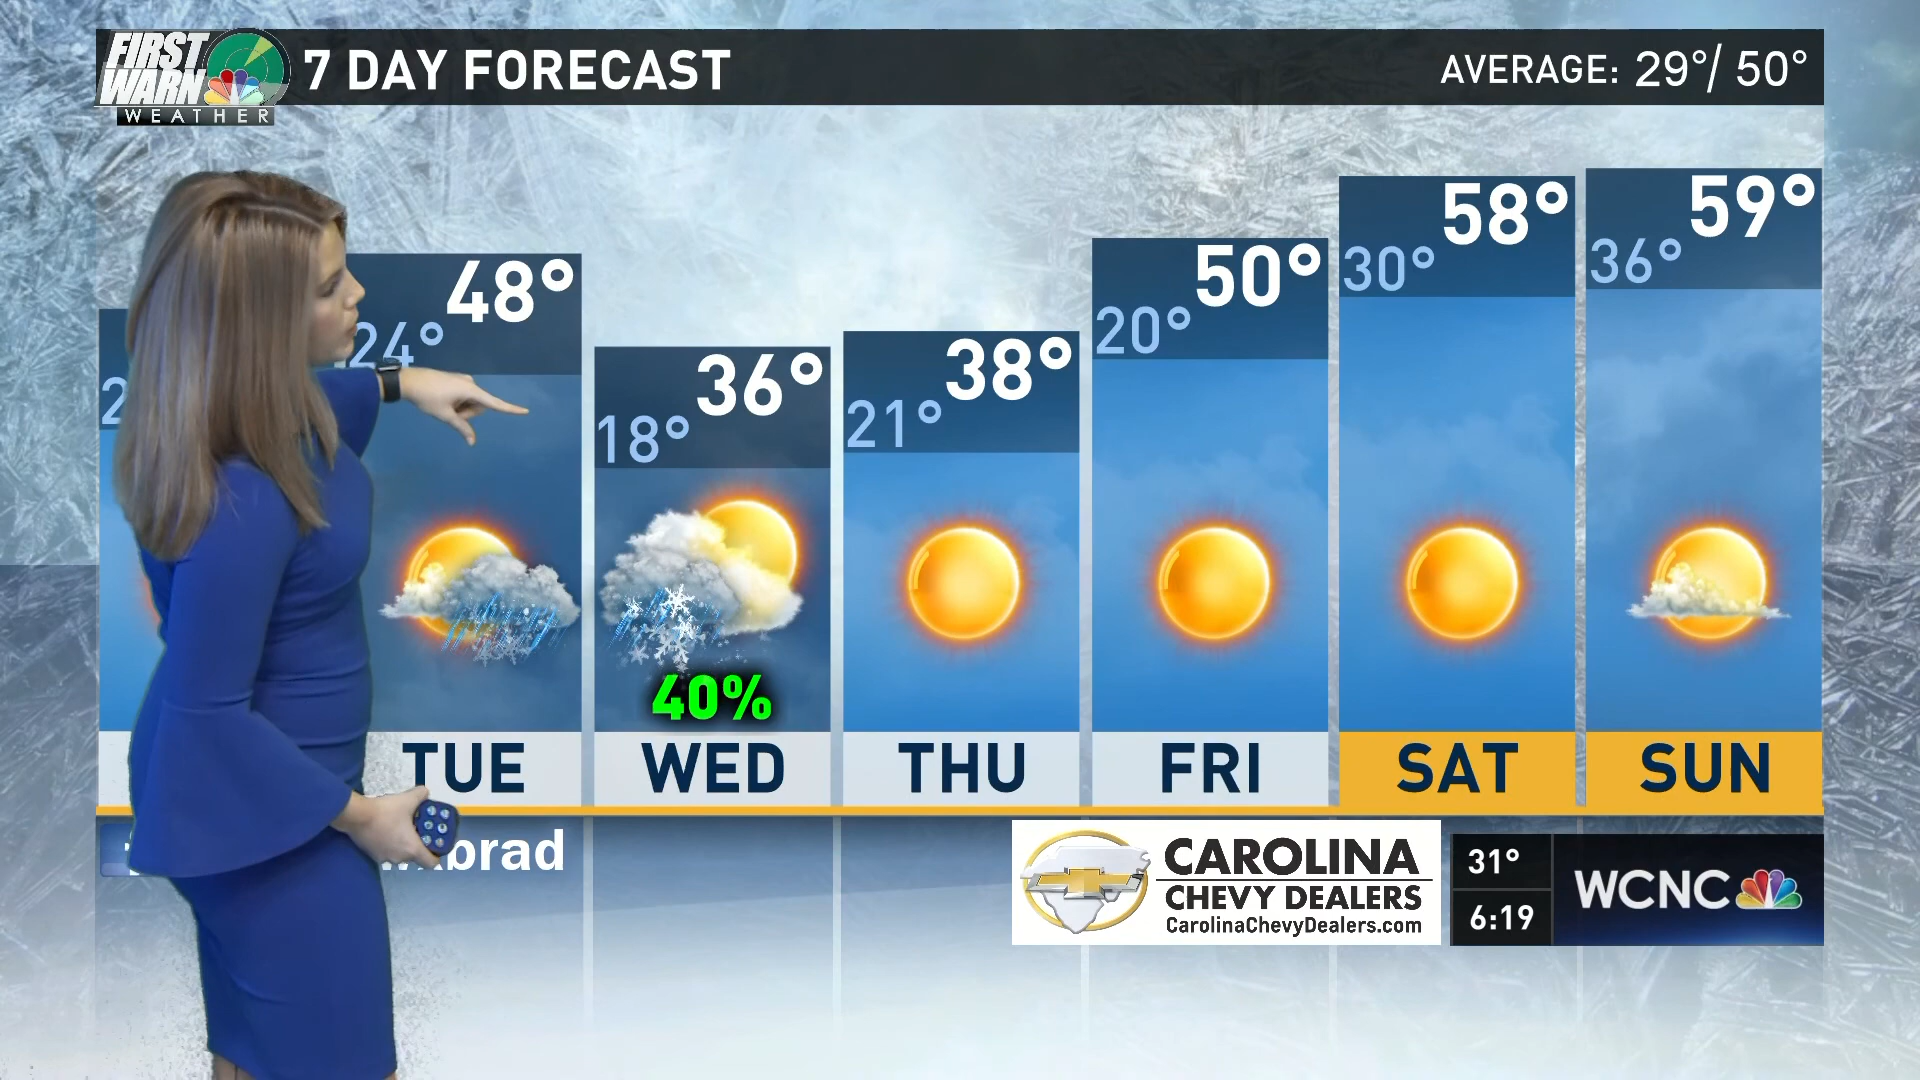 FIRST
WARN
WEATHER
7 DAY FORECAST
AVERAGE: 29°/ 50°
24° 48°
18° 36°
21° 38°
20° 50°
30° 58°
36° 59°
40%
TUE WED THU FRI SAT SUN
CAROLINA
CHEVY DEALERS
CarolinaChevyDealers.com
31°
6:19
WCNC